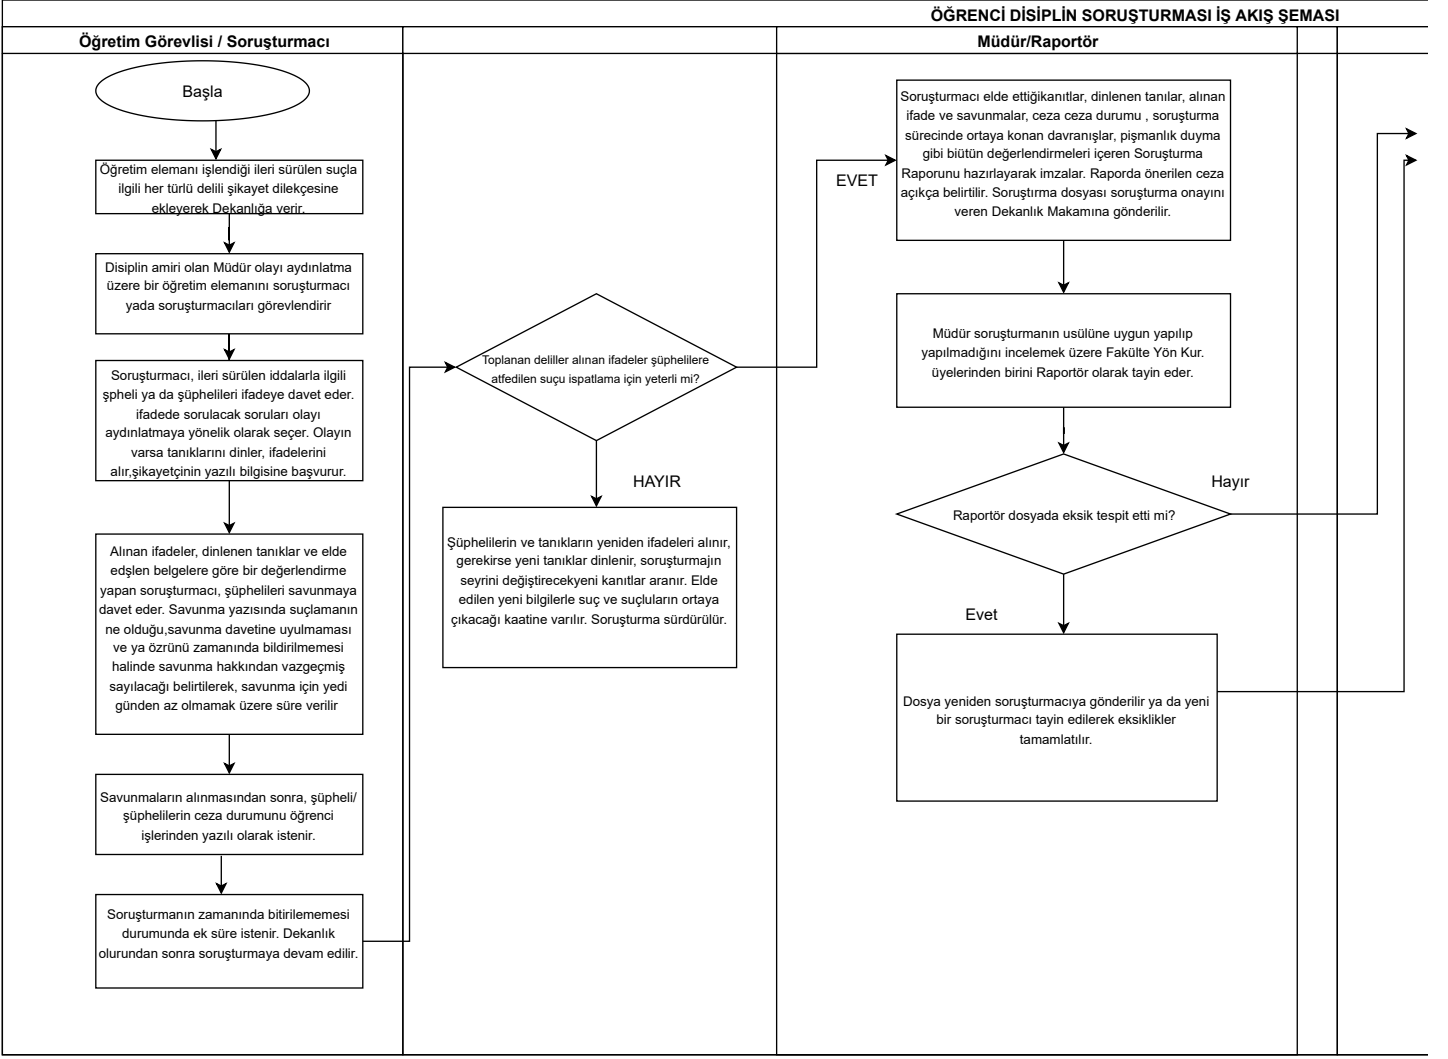 ÖĞRENCİ DİSİPLİN SORUŞTURMASI İŞ AKIŞ ŞEMASI
Öğretim Görevlisi / Soruşturmacı
Müdür/Raportör
Başla
Öğretim elemanı işlendiği ileri sürülen suçla
ilgili her türlü delili şikayet dilekçesine
ekleyerek Dekanlığa verir.
Disiplin amiri olan Müdür olayı aydınlatma
üzere bir öğretim elemanını soruşturmacı
yada soruşturmacıları görevlendirir
Soruşturmacı, ileri sürülen iddalarla ilgili
şpheli ya da şüphelileri ifadeye davet eder.
ifadede sorulacak soruları olayı
aydınlatmaya yönelik olarak seçer. Olayın
varsa tanıklarını dinler, ifadelerini
alır,şikayetçinin yazılı bilgisine başvurur.
Alınan ifadeler, dinlenen tanıklar ve elde
edşlen belgelere göre bir değerlendirme
yapan soruşturmacı, şüphelileri savunmaya
davet eder. Savunma yazısında suçlamanın
ne olduğu,savunma davetine uyulmaması
ve ya özrünü zamanında bildirilmemesi
halinde savunma hakkından vazgeçmiş
sayılacağı belirtilerek, savunma için yedi
günden az olmamak üzere süre verilir
Savunmaların alınmasından sonra, şüpheli/
şüphelilerin ceza durumunu öğrenci
işlerinden yazılı olarak istenir.
Soruşturmanın zamanında bitirilememesi
durumunda ek süre istenir. Dekanlık
olurundan sonra soruşturmaya devam edilir.
Toplanan deliller alınan ifadeler şüphelilere
atfedilen suçu ispatlama için yeterli mi?
EVET
HAYIR
Şüphelilerin ve tanıkların yeniden ifadeleri alınır,
gerekirse yeni tanıklar dinlenir, soruşturmajın
seyrini değiştirecekyeni kanıtlar aranır. Elde
edilen yeni bilgilerle suç ve suçluların ortaya
çıkacağı kaatine varılır. Soruşturma sürdürülür.
Soruşturmacı elde ettiğikanıtlar, dinlenen tanılar, alınan
ifade ve savunmalar, ceza ceza durumu , soruşturma
sürecinde ortaya konan davranışlar, pişmanlık duyma
gibi biütün değerlendirmeleri içeren Soruşturma
Raporunu hazırlayarak imzalar. Raporda önerilen ceza
açıkça belirtilir. Soruştırma dosyası soruşturma onayını
veren Dekanlık Makamına gönderilir.
Müdür soruşturmanın usülüne uygun yapılıp
yapılmadığını incelemek üzere Fakülte Yön Kur.
üyelerinden birini Raportör olarak tayin eder.
Raportör dosyada eksik tespit etti mi?
Hayır
Evet
Dosya yeniden soruşturmacıya gönderilir ya da yeni
bir soruşturmacı tayin edilerek eksiklikler
tamamlatılır.